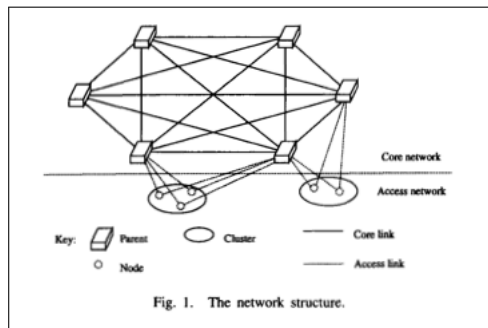 Core network
Access network
Key: Parent Cluster Core link
Node Access link
Fig. 1. The network structure.